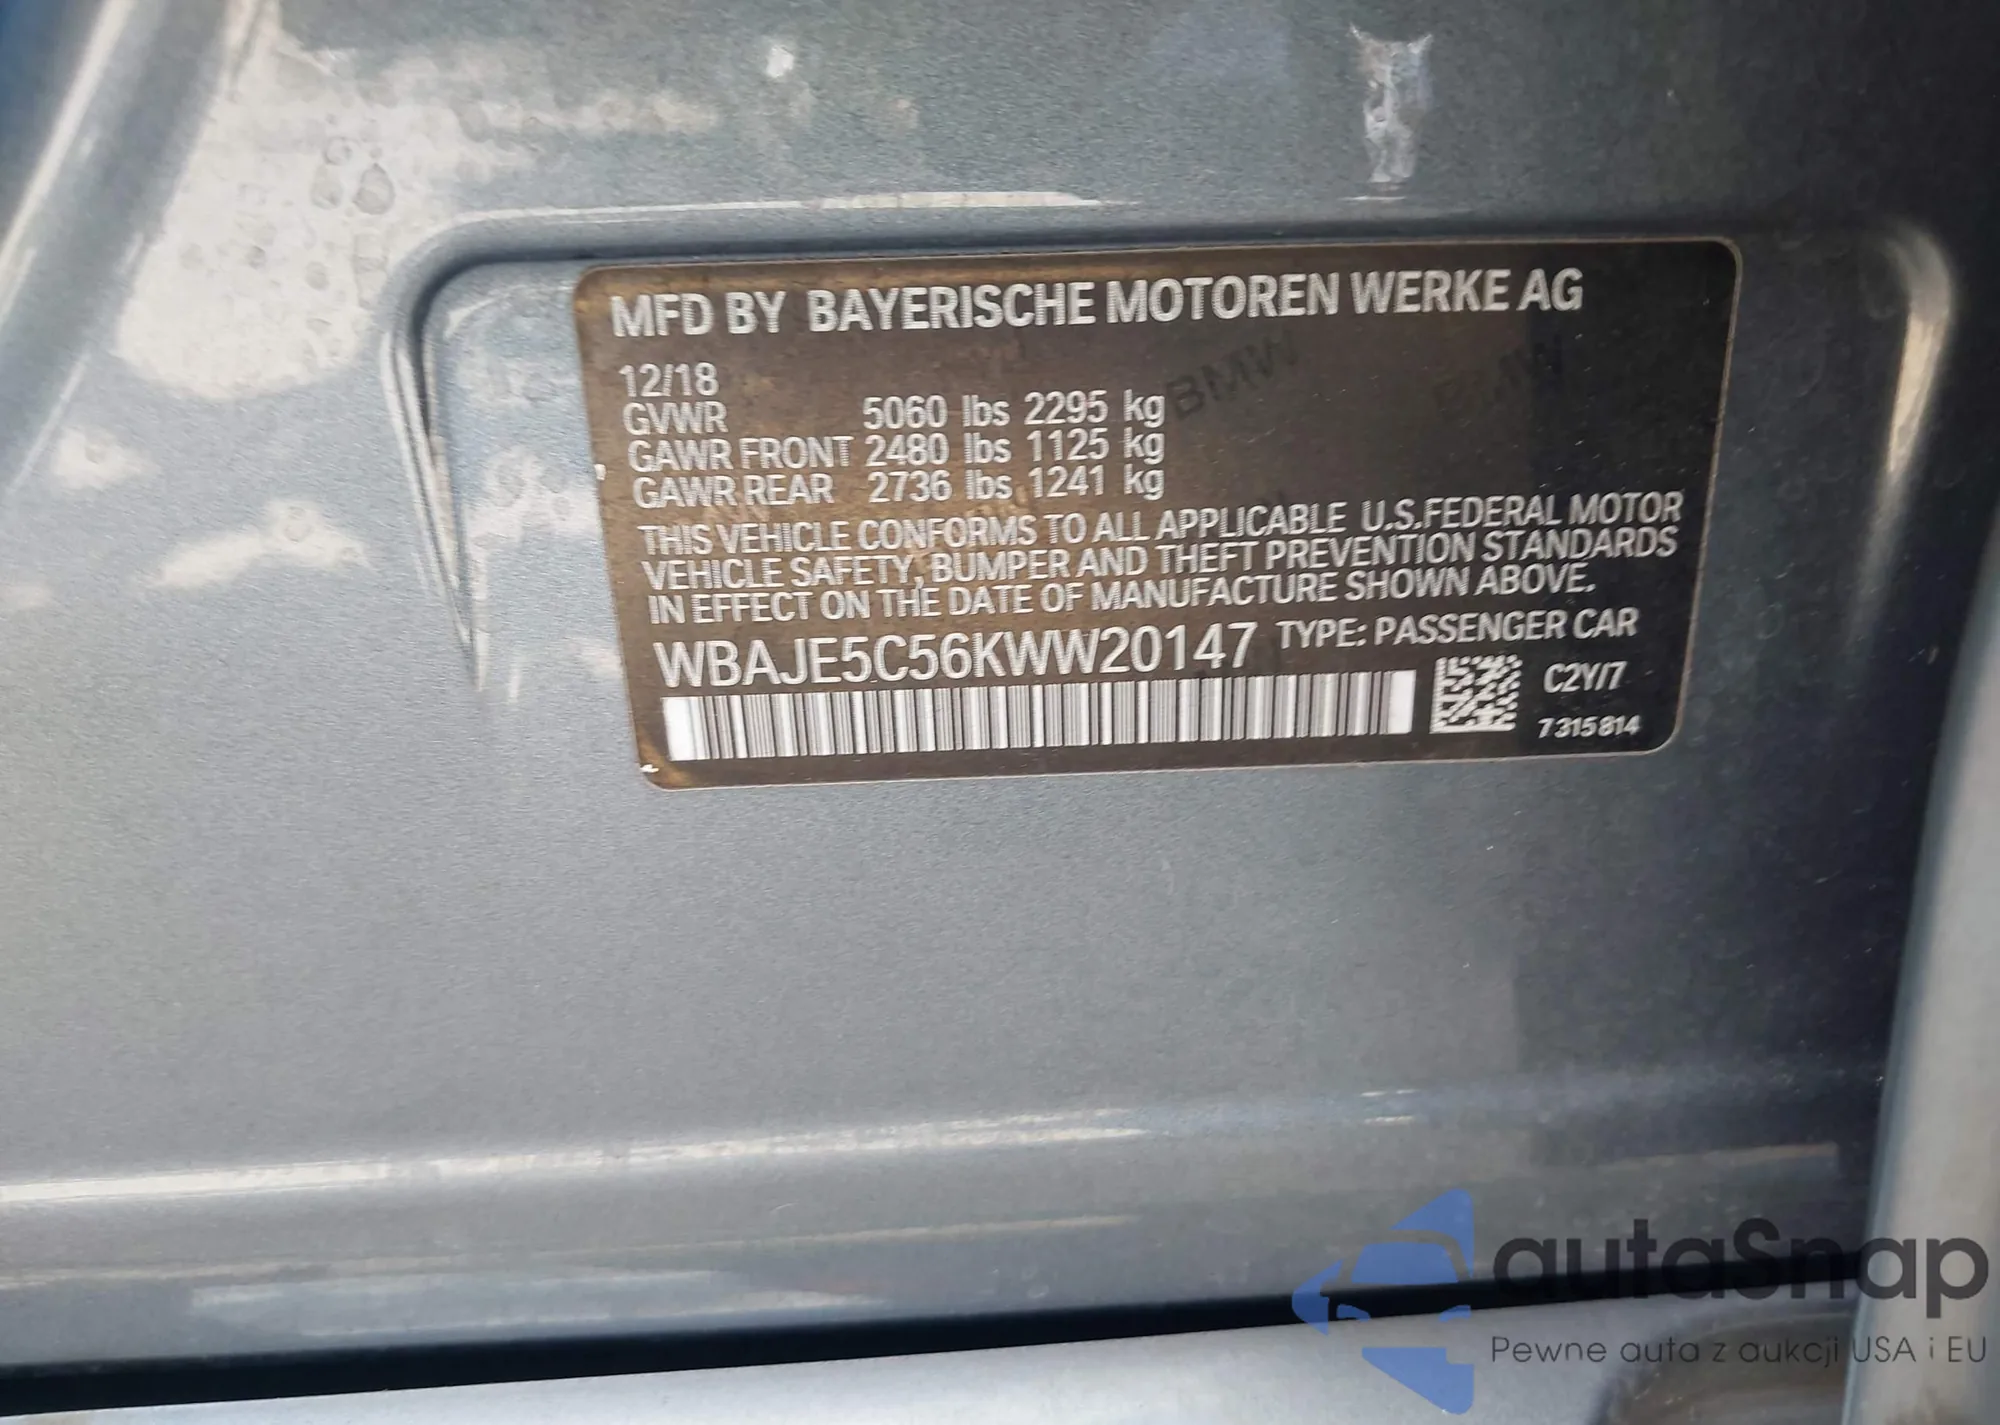 MFD BY BAYERISCHE MOTOREN WERKE AG
12/18
GVWR 5060 lbs 2295 kg
GAWR FRONT 2480 lbs 1125 kg
GAWR REAR 2736 lbs 1241 kg
THIS VEHICLE CONFORMS TO ALL APPLICABLE U.S.FEDERAL MOTOR
VEHICLE SAFETY, BUMPER AND THEFT PREVENTION STANDARDS
IN EFFECT ON THE DATE OF MANUFACTURE SHOWN ABOVE.
WBAJE5C56KWW20147 TYPE: PASSENGER CAR
C2Y/7
7315814
BMW
BMW
autaSnap
Pewne auta z aukcji USA i EU